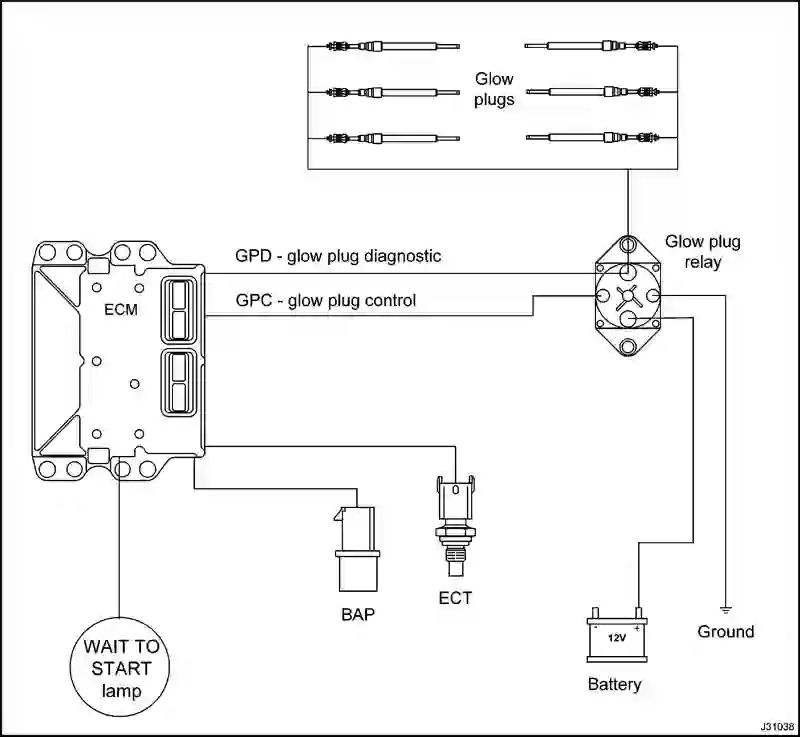 Glow
plugs
GPD - glow plug diagnostic
Glow plug
relay
GPC - glow plug control
ECM
BAP
ECT
WAIT TO
START
lamp
- +
12V
Battery
Ground
J31038